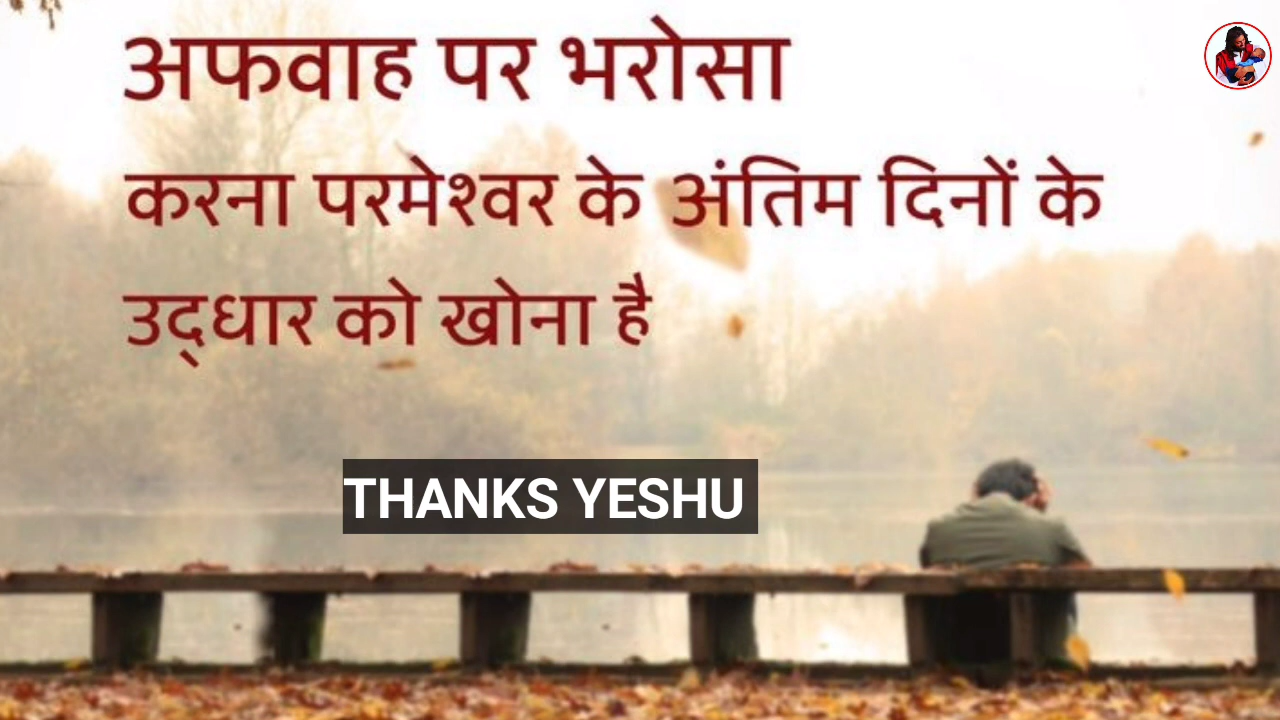 अफवाह पर भरोसा
करना परमेश्वर के अंतिम दिनों के
उद्धार को खोना है
THANKS YESHU